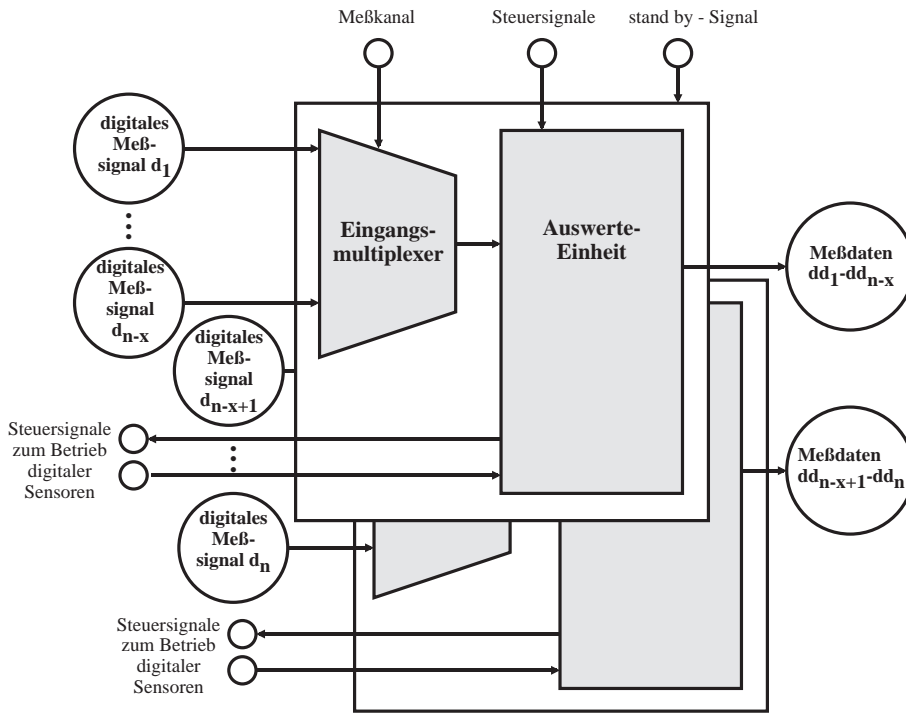 Meßkanal
Steuersignale
stand by - Signal
digitales
Meß-
signal d1
digitales
Meß-
signal
dn-x
digitales
Meß-
signal
dn-x+1
Eingangs-
multiplexer
Auswerte-
Einheit
Meßdaten
dd1-ddn-x
Steuersignale
zum Betrieb
digitaler
Sensoren
Meßdaten
ddn-x+1-ddn
digitales
Meß-
signal dn
Steuersignale
zum Betrieb
digitaler
Sensoren